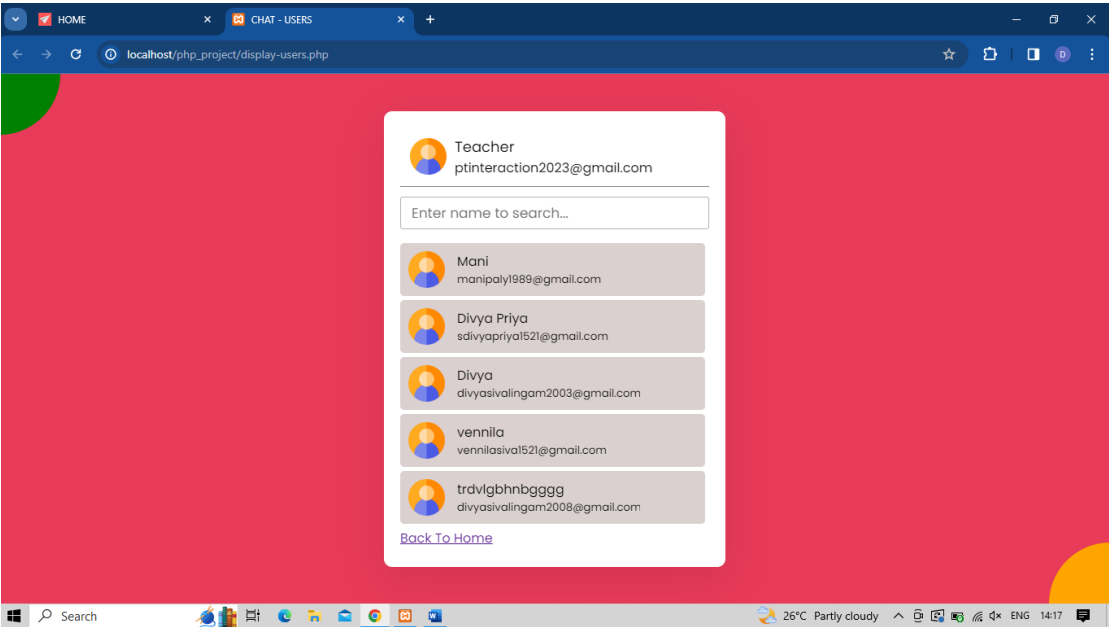 HOME
CHAT - USERS
localhost/php_project/display-users.php
D
Teacher
ptinteraction2023@gmail.com
Enter name to search...
Mani
manipaly1989@gmail.com
Divya Priya
sdivyapriya1521@gmail.com
Divya
divyasivalingam2003@gmail.com
vennila
vennilasiva1521@gmail.com
trdvlgbhnbgggg
divyasivalingam2008@gmail.com
Back To Home
Search
26°C Partly cloudy
ENG
14:17